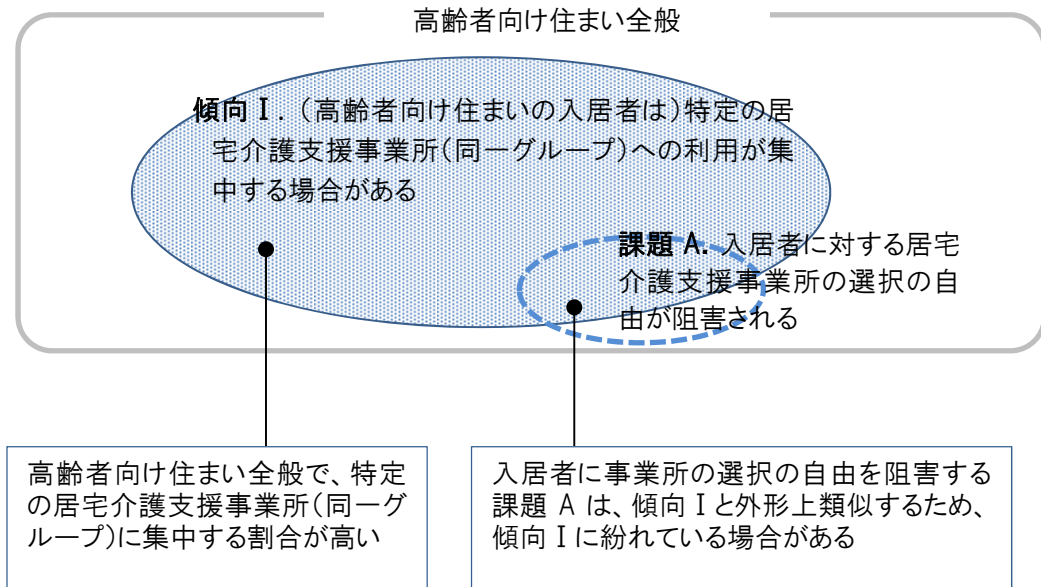 高齢者向け住まい全般
傾向Ⅰ.（高齢者向け住まいの入居者は）特定の居
宅介護支援事業所（同一グループ）への利用が集
中する場合がある
課題 A. 入居者に対する居宅
介護支援事業所の選択の自
由が阻害される
高齢者向け住まい全般で、特定
の居宅介護支援事業所（同一グ
ループ）に集中する割合が高い
入居者に事業所の選択の自由を阻害する
課題 A は、傾向Ⅰと外形上類似するため、
傾向Ⅰに紛れている場合がある